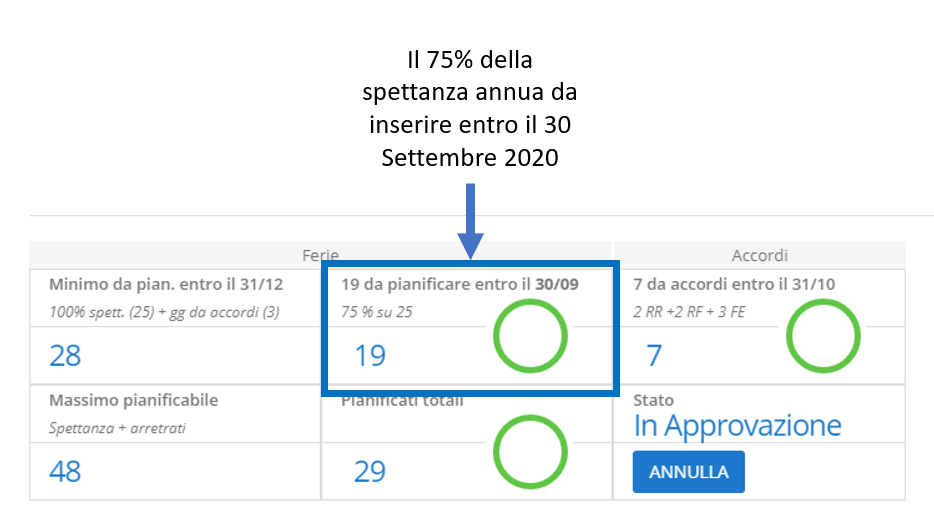 Il 75% della
spettanza annua da
inserire entro il 30
Settembre 2020
Ferie
Accordi
Minimo da pian. entro il 31/12
100% spett. (25) + gg da accordi (3)
28
19 da pianificare entro il 30/09
75 % su 25
19
7 da accordi entro il 31/10
2 RR +2 RF + 3 FE
7
Massimo pianificabile
Spettanza + arretrati
48
Pianificati totali
29
Stato
In Approvazione
ANNULLA